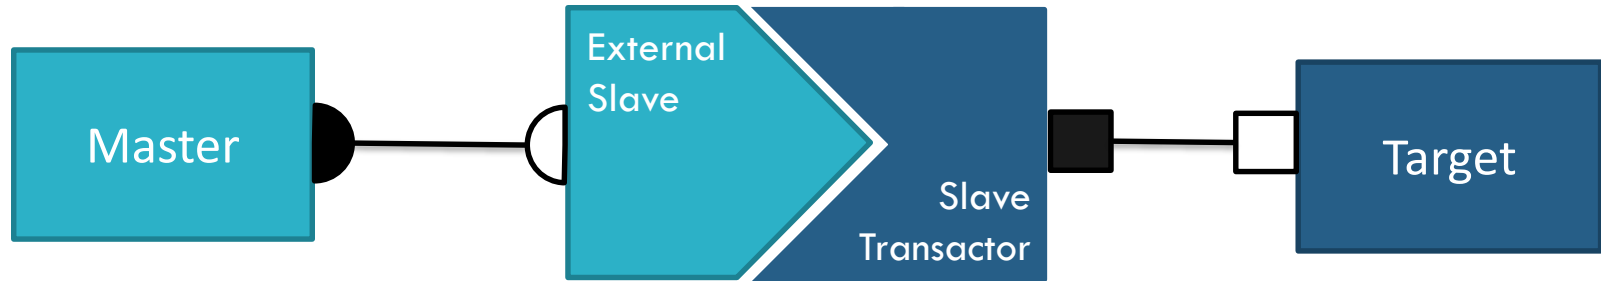 Master
External
Slave
Slave
Transactor
Target